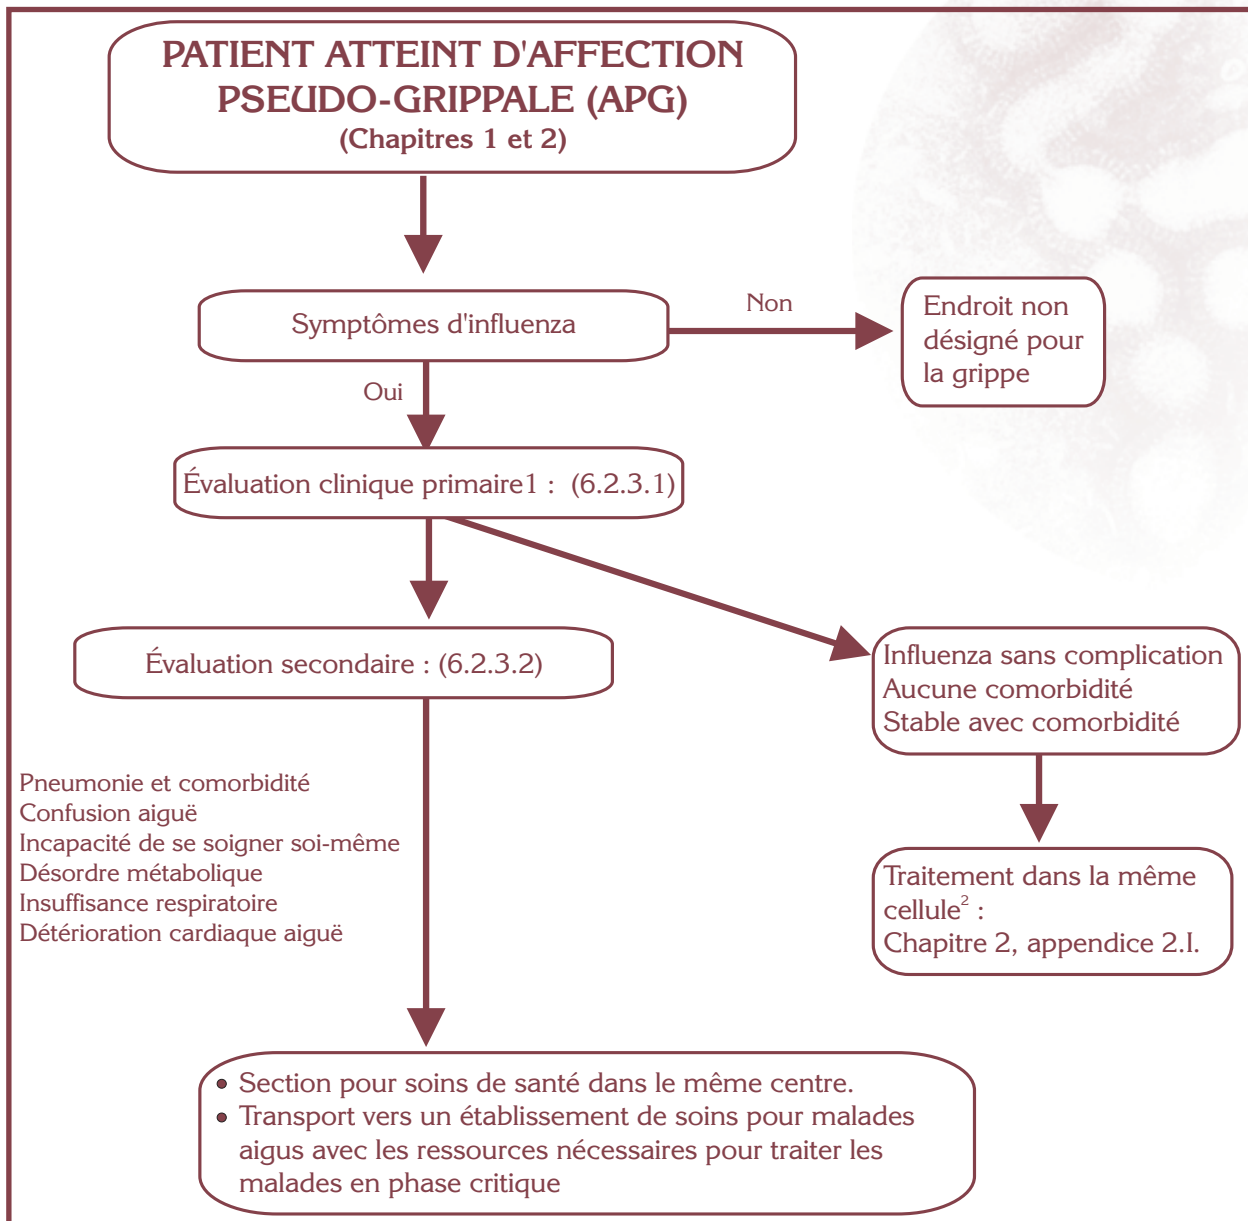 PATIENT ATTEINT D'AFFECTION
PSEUDO-GRIPPALE (APG)
(Chapitres 1 et 2)
Symptômes d'influenza
Non
Endroit non
désigné pour
la grippe
Oui
Évaluation clinique primaire1 : (6.2.3.1)
Évaluation secondaire : (6.2.3.2)
Influenza sans complication
Aucune comorbidité
Stable avec comorbidité
Pneumonie et comorbidité
Confusion aiguë
Incapacité de se soigner soi-même
Désordre métabolique
Insuffisance respiratoire
Détérioration cardiaque aiguë
Traitement dans la même
cellule² :
Chapitre 2, appendice 2.I.
• Section pour soins de santé dans le même centre.
• Transport vers un établissement de soins pour malades
aigus avec les ressources nécessaires pour traiter les
malades en phase critique